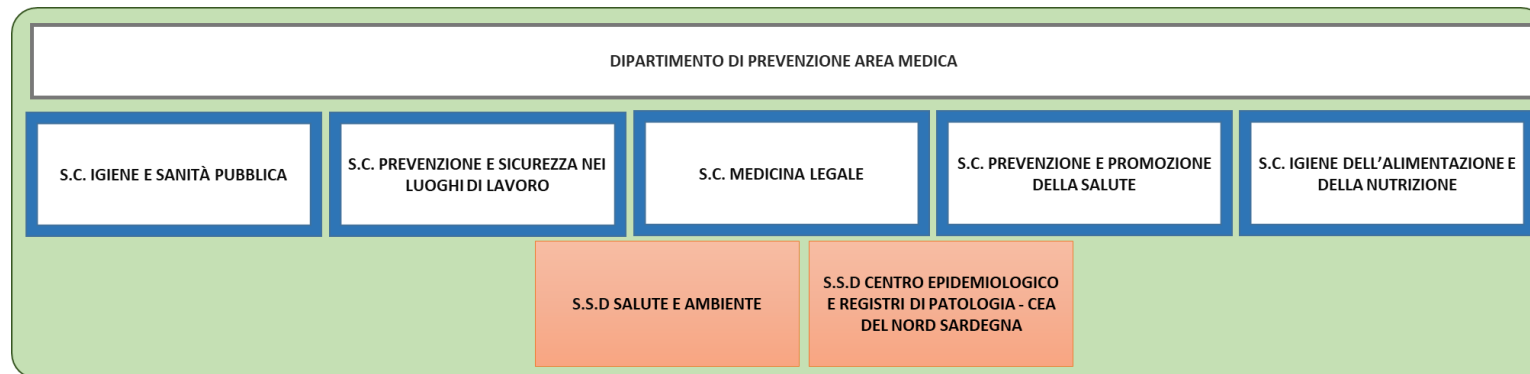 DIPARTIMENTO DI PREVENZIONE AREA MEDICA
S.C. IGIENE E SANITÀ PUBBLICA
S.C. PREVENZIONE E SICUREZZA NEI
LUOGHI DI LAVORO
S.C. MEDICINA LEGALE
S.C. PREVENZIONE E PROMOZIONE
DELLA SALUTE
S.C. IGIENE DELL’ALIMENTAZIONE E
DELLA NUTRIZIONE
S.S.D SALUTE E AMBIENTE
S.S.D CENTRO EPIDEMIOLOGICO
E REGISTRI DI PATOLOGIA - CEA
DEL NORD SARDEGNA